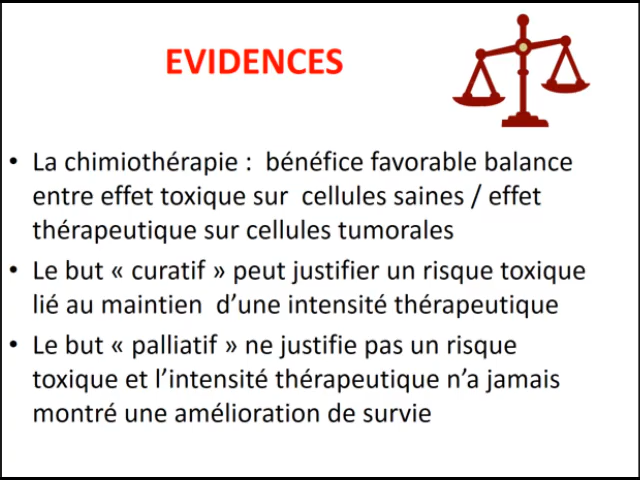 EVIDENCES
• La chimiothérapie : bénéfice favorable balance
entre effet toxique sur cellules saines / effet
thérapeutique sur cellules tumorales
• Le but « curatif » peut justifier un risque toxique
lié au maintien d’une intensité thérapeutique
• Le but « palliatif » ne justifie pas un risque
toxique et l’intensité thérapeutique n’a jamais
montré une amélioration de survie